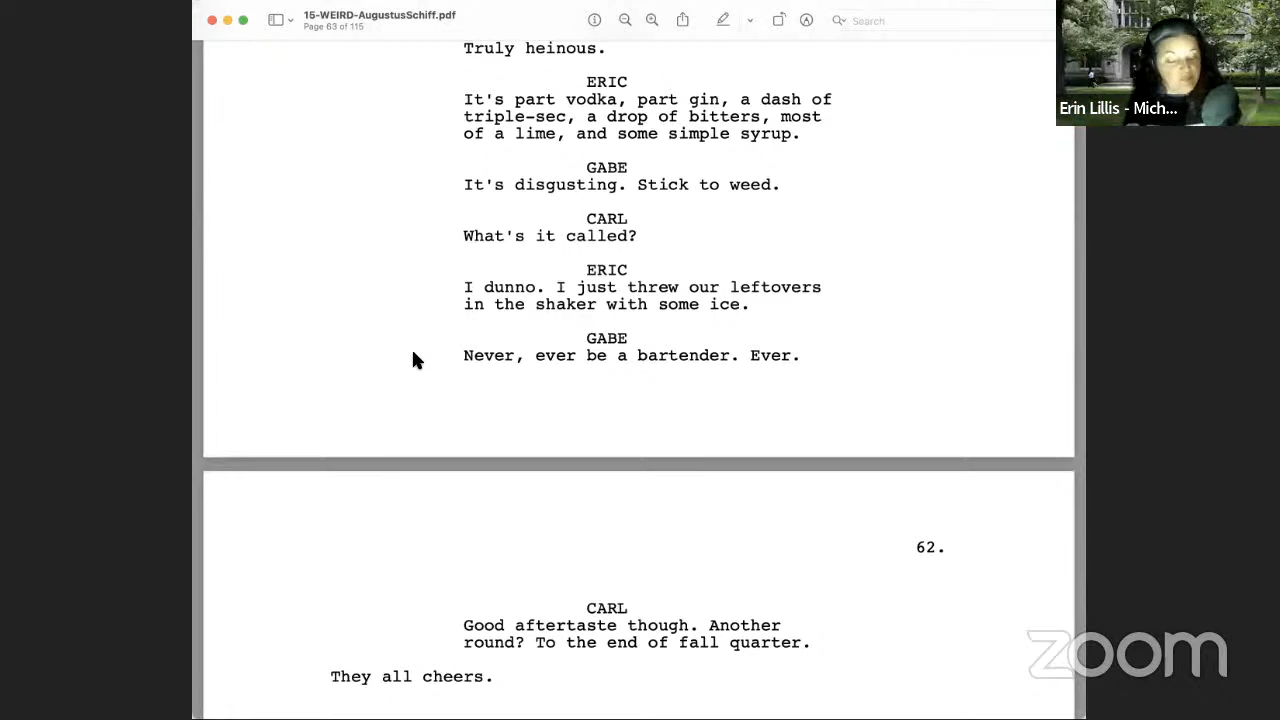 15-WEIRD-AugustusSchiff.pdf
Page 63 of 115
Search
Erin Lillis - Mich...
Truly heinous.
ERIC
It's part vodka, part gin, a dash of
triple-sec, a drop of bitters, most
of a lime, and some simple syrup.
GABE
It's disgusting. Stick to weed.
CARL
What's it called?
ERIC
I dunno. I just threw our leftovers
in the shaker with some ice.
GABE
Never, ever be a bartender. Ever.
62.
CARL
Good aftertaste though. Another
round? To the end of fall quarter.
They all cheers.
zoom